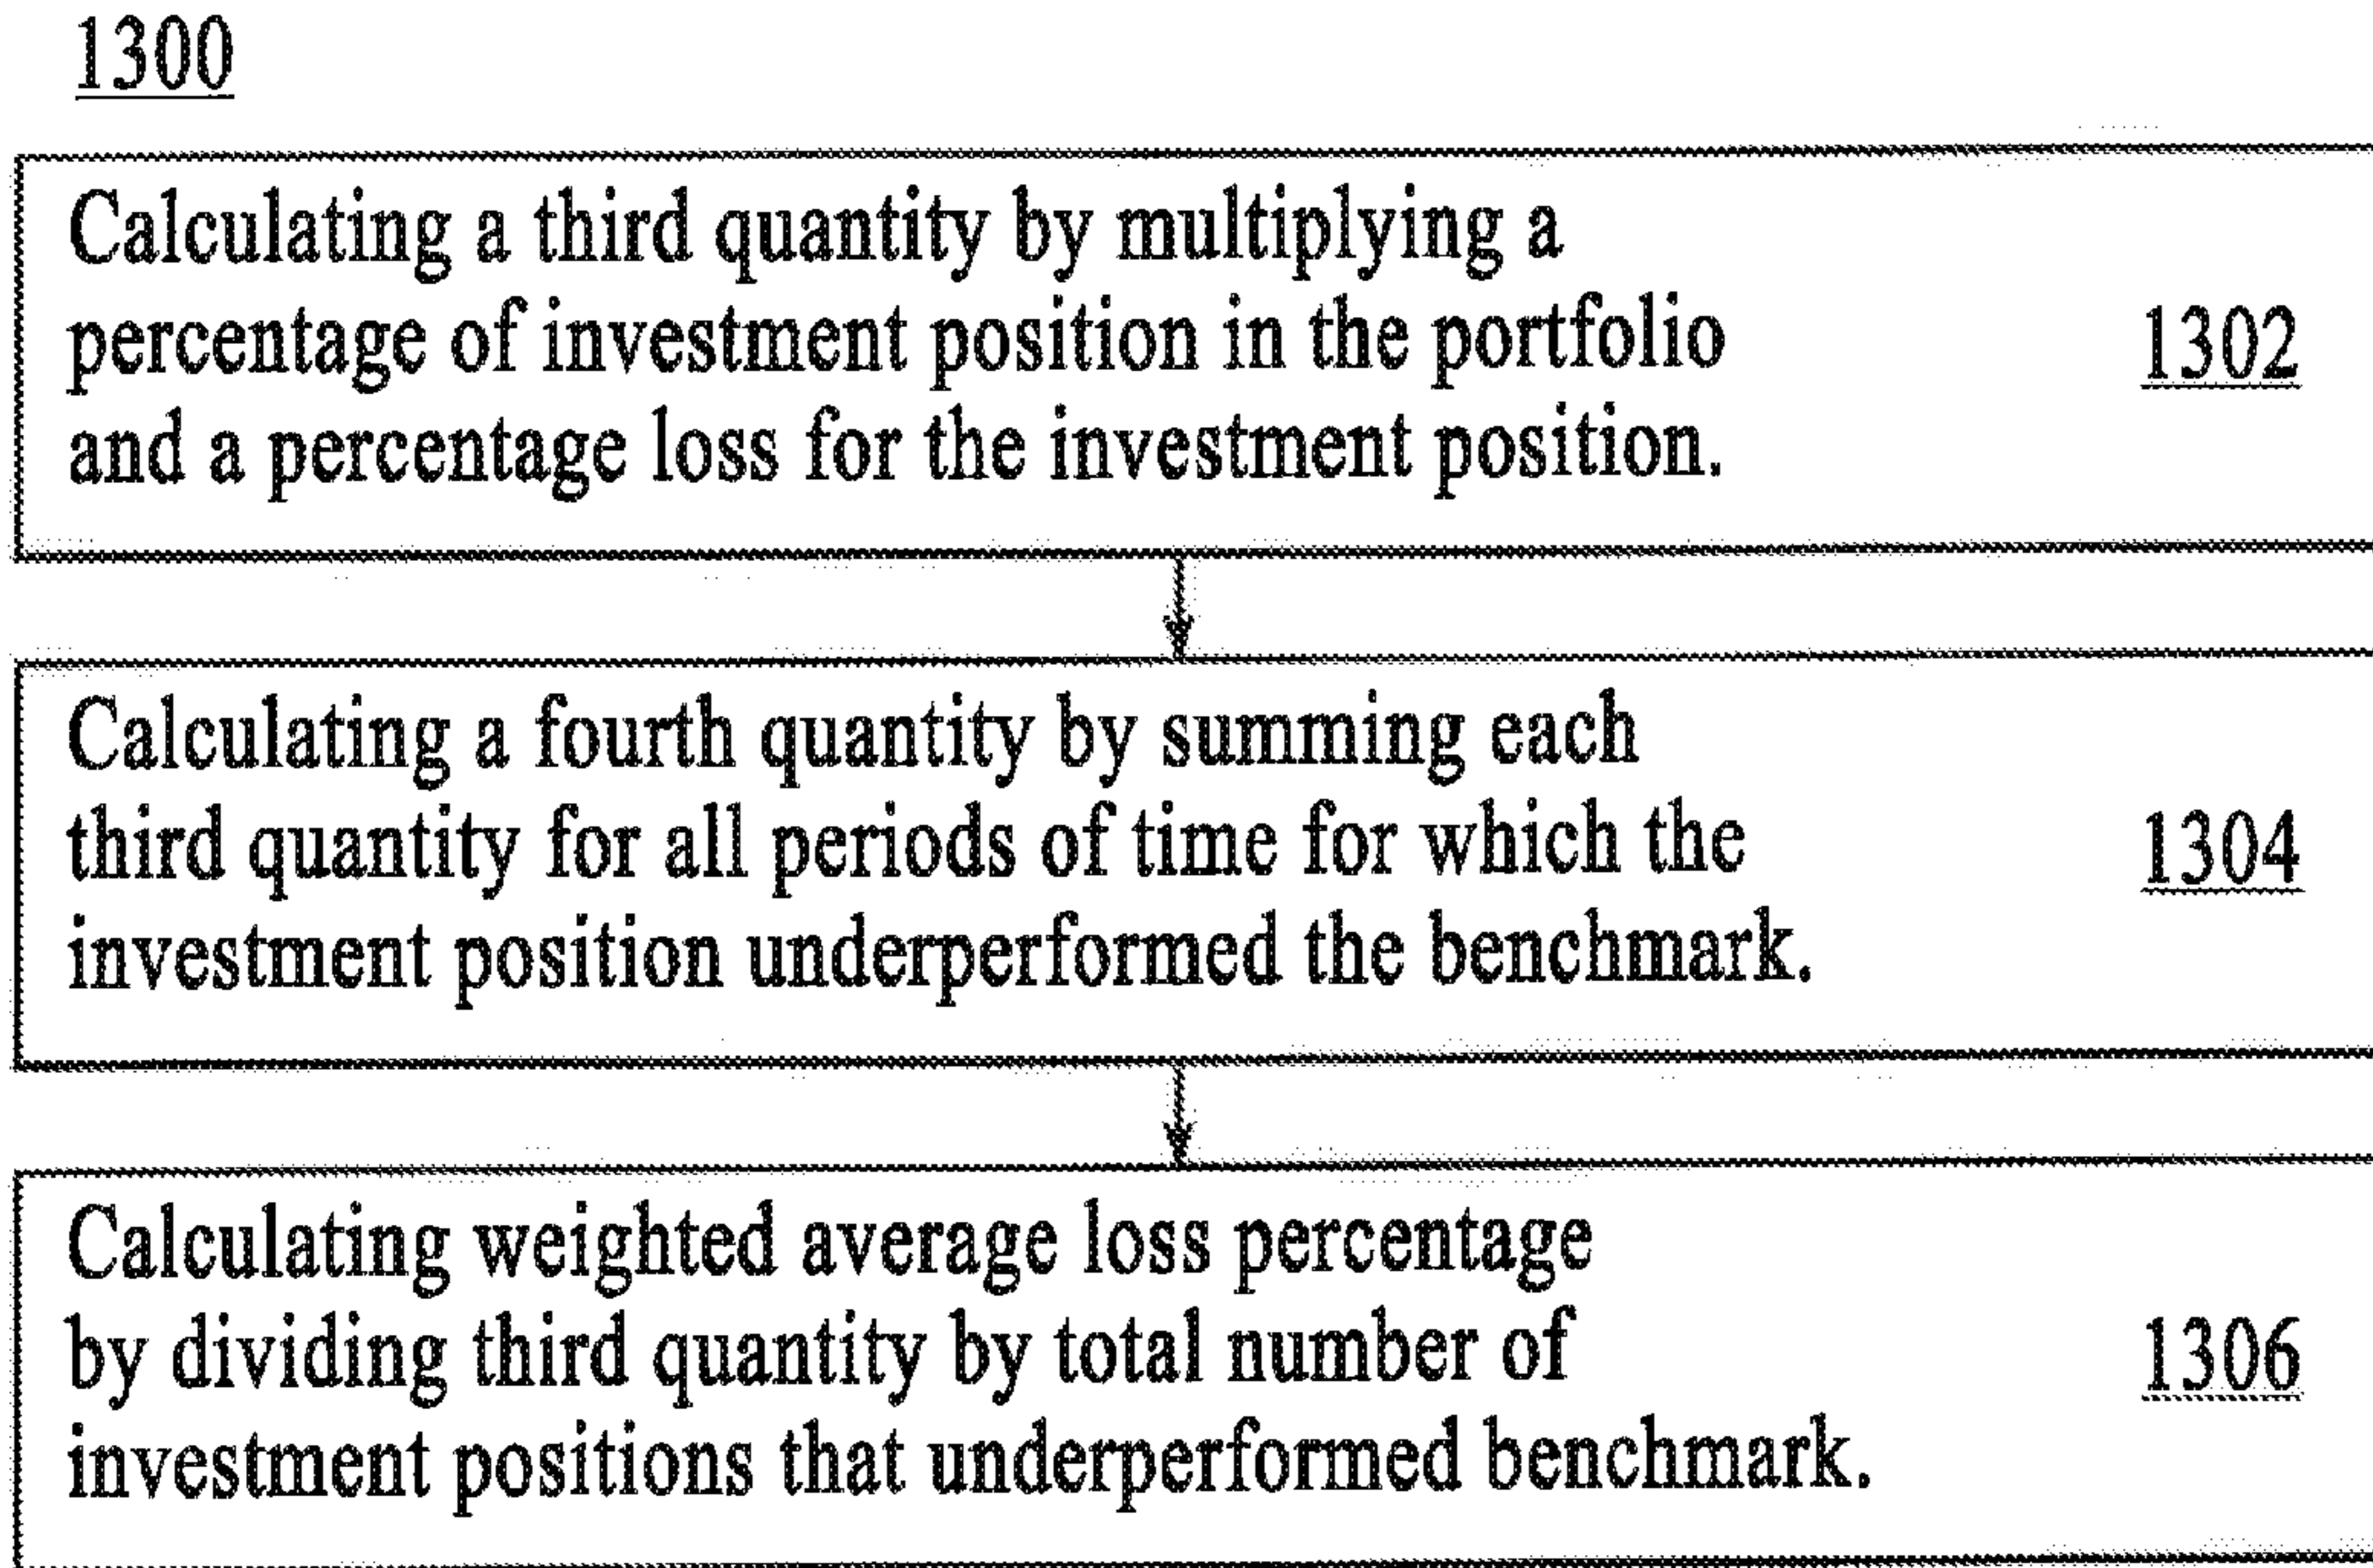 1300
Calculating a third quantity by multiplying a
percentage of investment position in the portfolio
1302
and a percentage loss for the investment position.
Calculating a fourth quantity by summing each
third quantity for all periods of time for which the
1304
investment position underperformed the benchmark.
Calculating weighted average loss percentage
by dividing third quantity by total number of
1306
investment positions that underperformed benchmark.